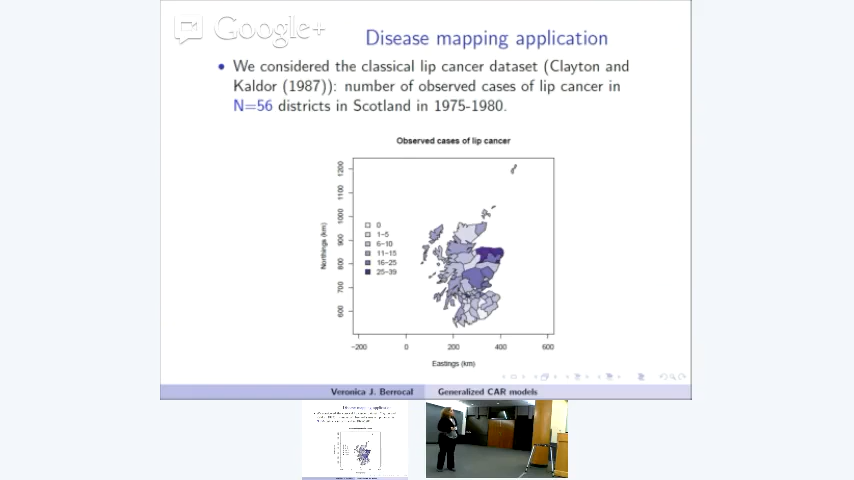 Google+
Disease mapping application
• We considered the classical lip cancer dataset (Clayton and
Kaldor (1987)): number of observed cases of lip cancer in
N=56 districts in Scotland in 1975-1980.
Observed cases of lip cancer
Northings (km)
1200
1100
1000
900
800
700
600
0
1-5
6-10
11-15
16-25
25-39
-200 0 200 400 600
Eastings (km)
Veronica J. Berrocal Generalized CAR models
Disease mapping application